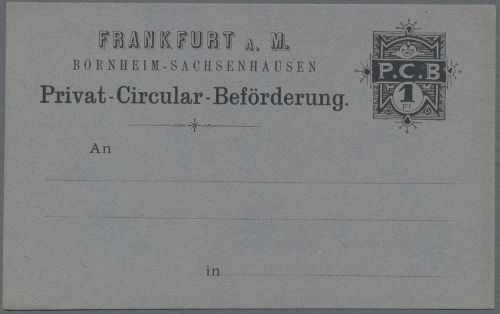 FRANKFURT A. M.
BORNHEIM-SACHSENHAUSEN
Privat-Circular-Beförderung.
P.C.B
1
Pf
An
in